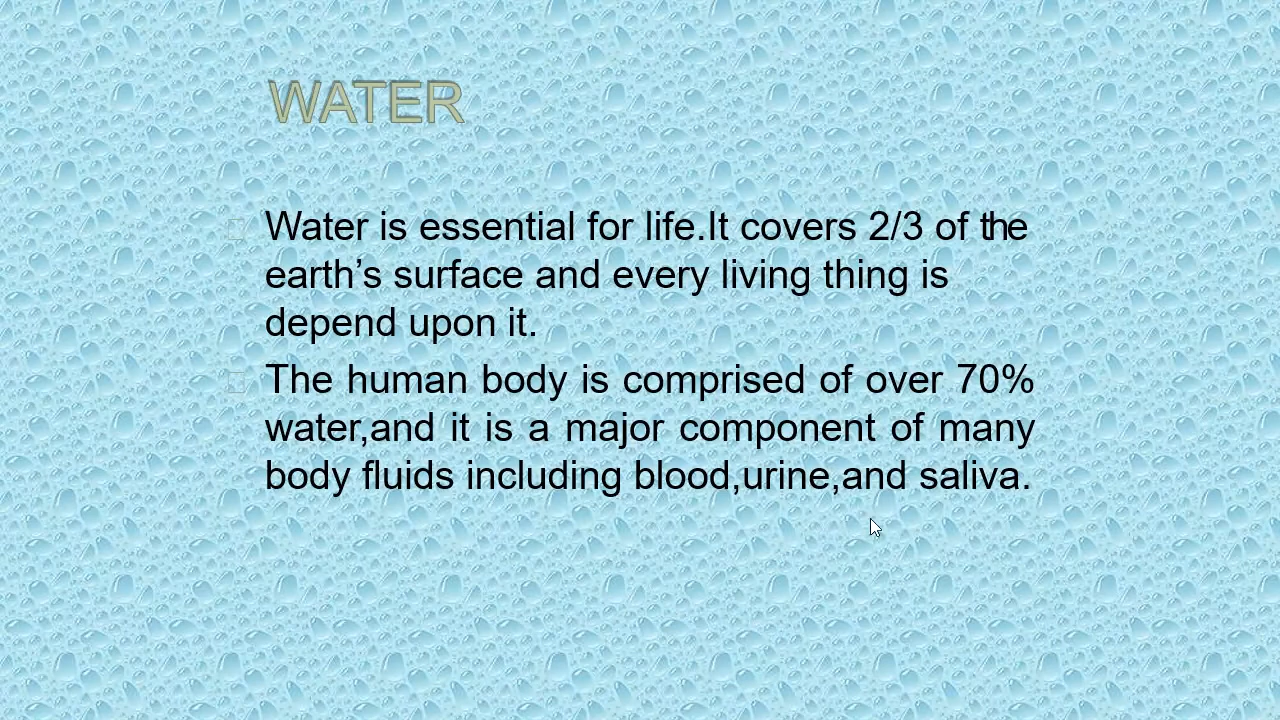 WATER
Water is essential for life.It covers 2/3 of the
earth’s surface and every living thing is
depend upon it.
The human body is comprised of over 70%
water,and it is a major component of many
body fluids including blood,urine,and saliva.